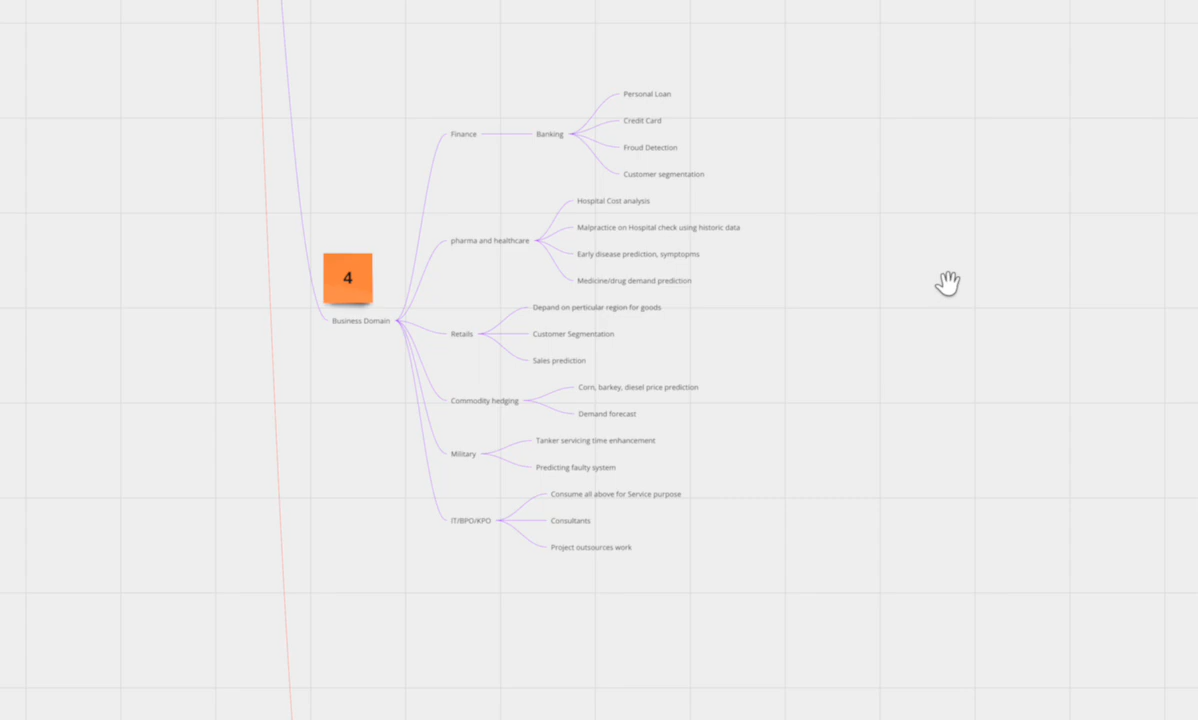 4
Business Domain
Finance
Banking
Personal Loan
Credit Card
Froud Detection
Customer segmentation
pharma and healthcare
Hospital Cost analysis
Malpractice on Hospital check using historic data
Early disease prediction, symptopms
Medicine/drug demand prediction
Retails
Depand on perticular region for goods
Customer Segmentation
Sales prediction
Commodity hedging
Corn, barkey, diesel price prediction
Demand forecast
Military
Tanker servicing time enhancement
Predicting faulty system
IT/BPO/KPO
Consume all above for Service purpose
Consultants
Project outsources work